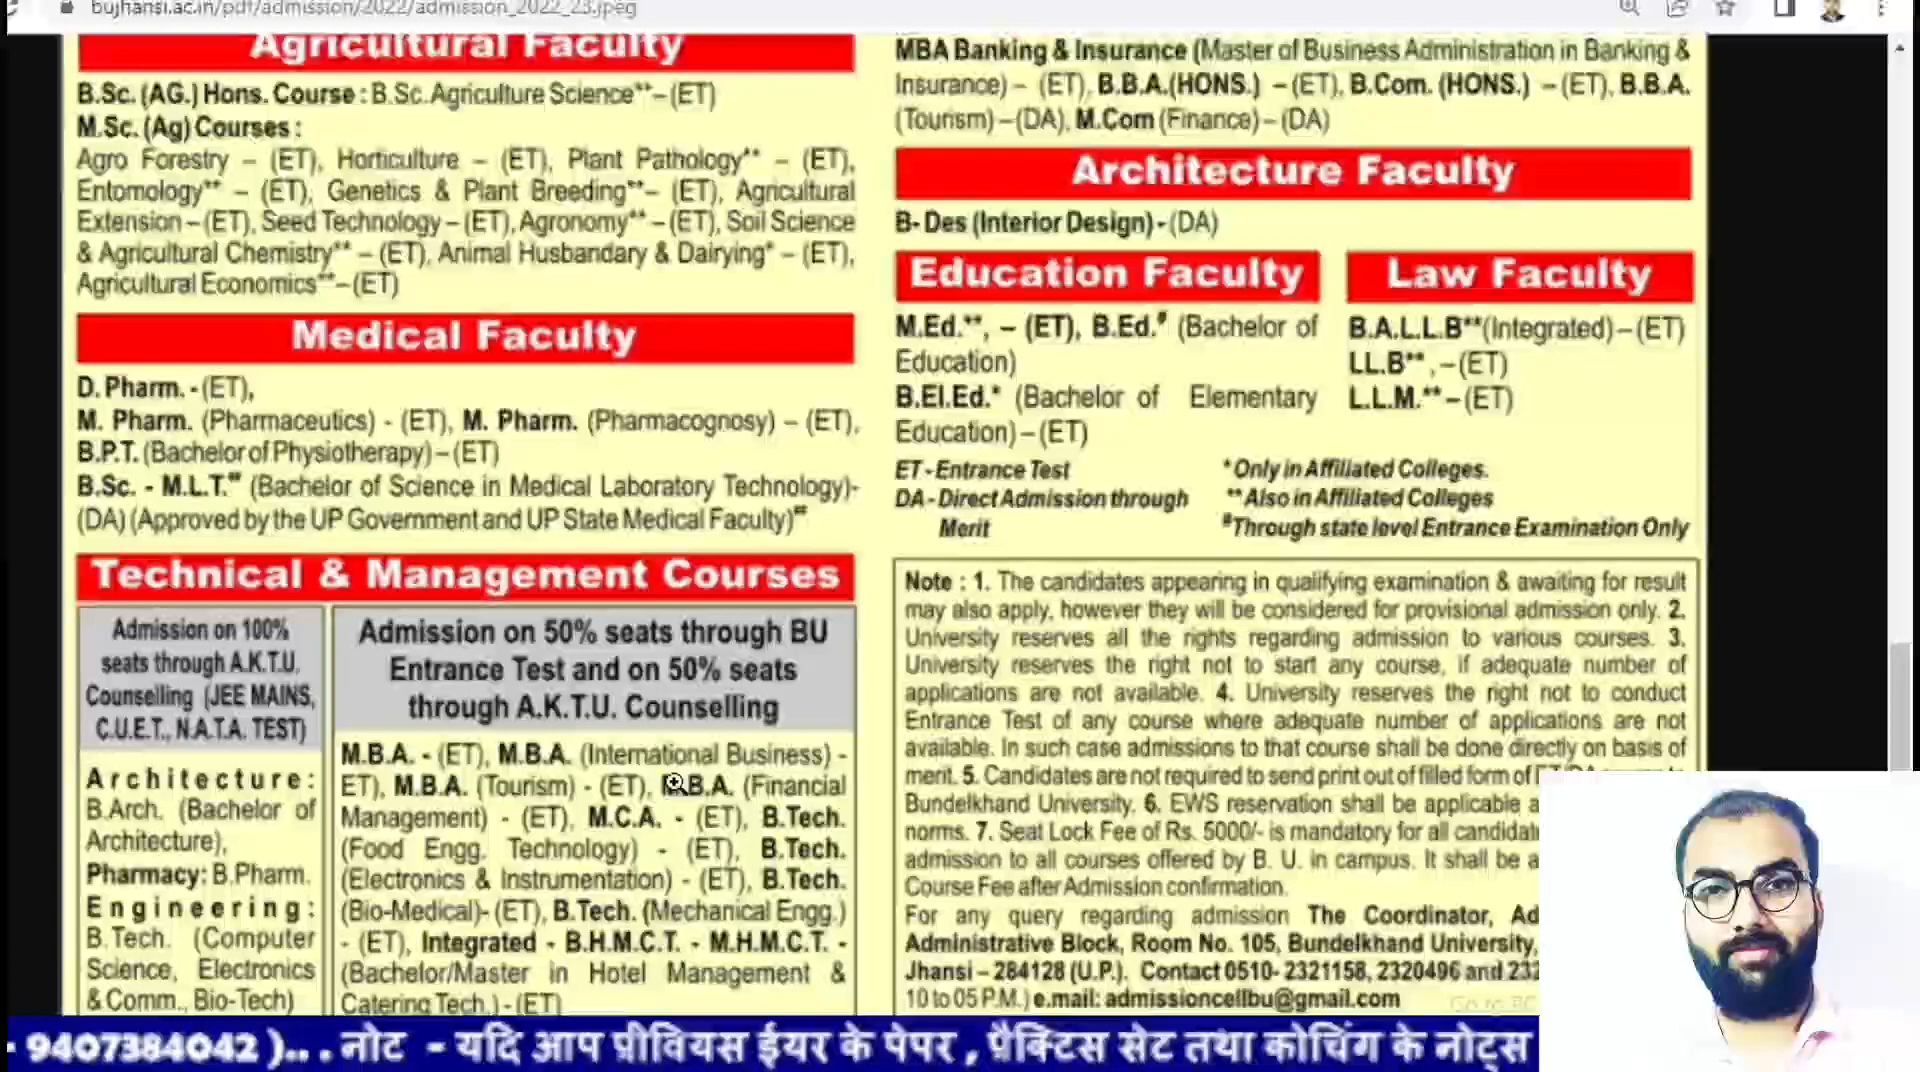 bujhansi.ac.in/pdf/admission/2022/admission_2022_23.jpeg
Agricultural Faculty
B.Sc. (AG.) Hons. Course : B.Sc. Agriculture Science** – (ET)
M.Sc. (Ag) Courses :
Agro Forestry – (ET), Horticulture – (ET), Plant Pathology** – (ET),
Entomology** – (ET), Genetics & Plant Breeding** – (ET), Agricultural
Extension – (ET), Seed Technology – (ET), Agronomy** – (ET), Soil Science
& Agricultural Chemistry** – (ET), Animal Husbandary & Dairying* – (ET),
Agricultural Economics** – (ET)
Medical Faculty
D. Pharm. - (ET),
M. Pharm. (Pharmaceutics) - (ET), M. Pharm. (Pharmacognosy) – (ET),
B.P.T. (Bachelor of Physiotherapy) – (ET)
B.Sc. - M.L.T.## (Bachelor of Science in Medical Laboratory Technology)-
(DA) (Approved by the UP Government and UP State Medical Faculty)##
Technical & Management Courses
Admission on 100%
seats through A.K.T.U.
Counselling (JEE MAINS,
C.U.E.T., N.A.T.A. TEST)
Architecture:
B.Arch. (Bachelor of
Architecture),
Pharmacy: B.Pharm.
Engineering:
B.Tech. (Computer
Science, Electronics
& Comm., Bio-Tech)
Admission on 50% seats through BU
Entrance Test and on 50% seats
through A.K.T.U. Counselling
M.B.A. - (ET), M.B.A. (International Business) -
ET), M.B.A. (Tourism) - (ET), M.B.A. (Financial
Management) - (ET), M.C.A. - (ET), B.Tech.
(Food Engg. Technology) - (ET), B.Tech.
(Electronics & Instrumentation) - (ET), B.Tech.
(Bio-Medical)- (ET), B.Tech. (Mechanical Engg.)
- (ET), Integrated - B.H.M.C.T. - M.H.M.C.T. -
(Bachelor/Master in Hotel Management &
Catering Tech.) - (ET)
MBA Banking & Insurance (Master of Business Administration in Banking &
Insurance) – (ET), B.B.A.(HONS.) – (ET), B.Com. (HONS.) – (ET), B.B.A.
(Tourism) – (DA), M.Com (Finance) – (DA)
Architecture Faculty
B- Des (Interior Design) - (DA)
Education Faculty
M.Ed.**, – (ET), B.Ed.# (Bachelor of
Education)
B.El.Ed.* (Bachelor of Elementary
Education) – (ET)
Law Faculty
B.A.L.L.B**(Integrated) – (ET)
LL.B** , – (ET)
L.L.M.** – (ET)
ET - Entrance Test
DA - Direct Admission through
Merit
*Only in Affiliated Colleges.
**Also in Affiliated Colleges
#Through state level Entrance Examination Only
Note : 1. The candidates appearing in qualifying examination & awaiting for result
may also apply, however they will be considered for provisional admission only. 2.
University reserves all the rights regarding admission to various courses. 3.
University reserves the right not to start any course, if adequate number of
applications are not available. 4. University reserves the right not to conduct
Entrance Test of any course where adequate number of applications are not
available. In such case admissions to that course shall be done directly on basis of
merit. 5. Candidates are not required to send print out of filled form of
Bundelkhand University. 6. EWS reservation shall be applicable a
norms. 7. Seat Lock Fee of Rs. 5000/- is mandatory for all candidat
admission to all courses offered by B. U. in campus. It shall be a
Course Fee after Admission confirmation.
For any query regarding admission The Coordinator, Ad
Administrative Block, Room No. 105, Bundelkhand University,
Jhansi – 284128 (U.P.). Contact 0510- 2321158, 2320496 and 232
10 to 05 P.M.) e.mail: admissioncellbu@gmail.com
- 9407384042 ).. . नोट - यदि आप प्रीवियस ईयर के पेपर , प्रैक्टिस सेट तथा कोचिंग के नोट्स